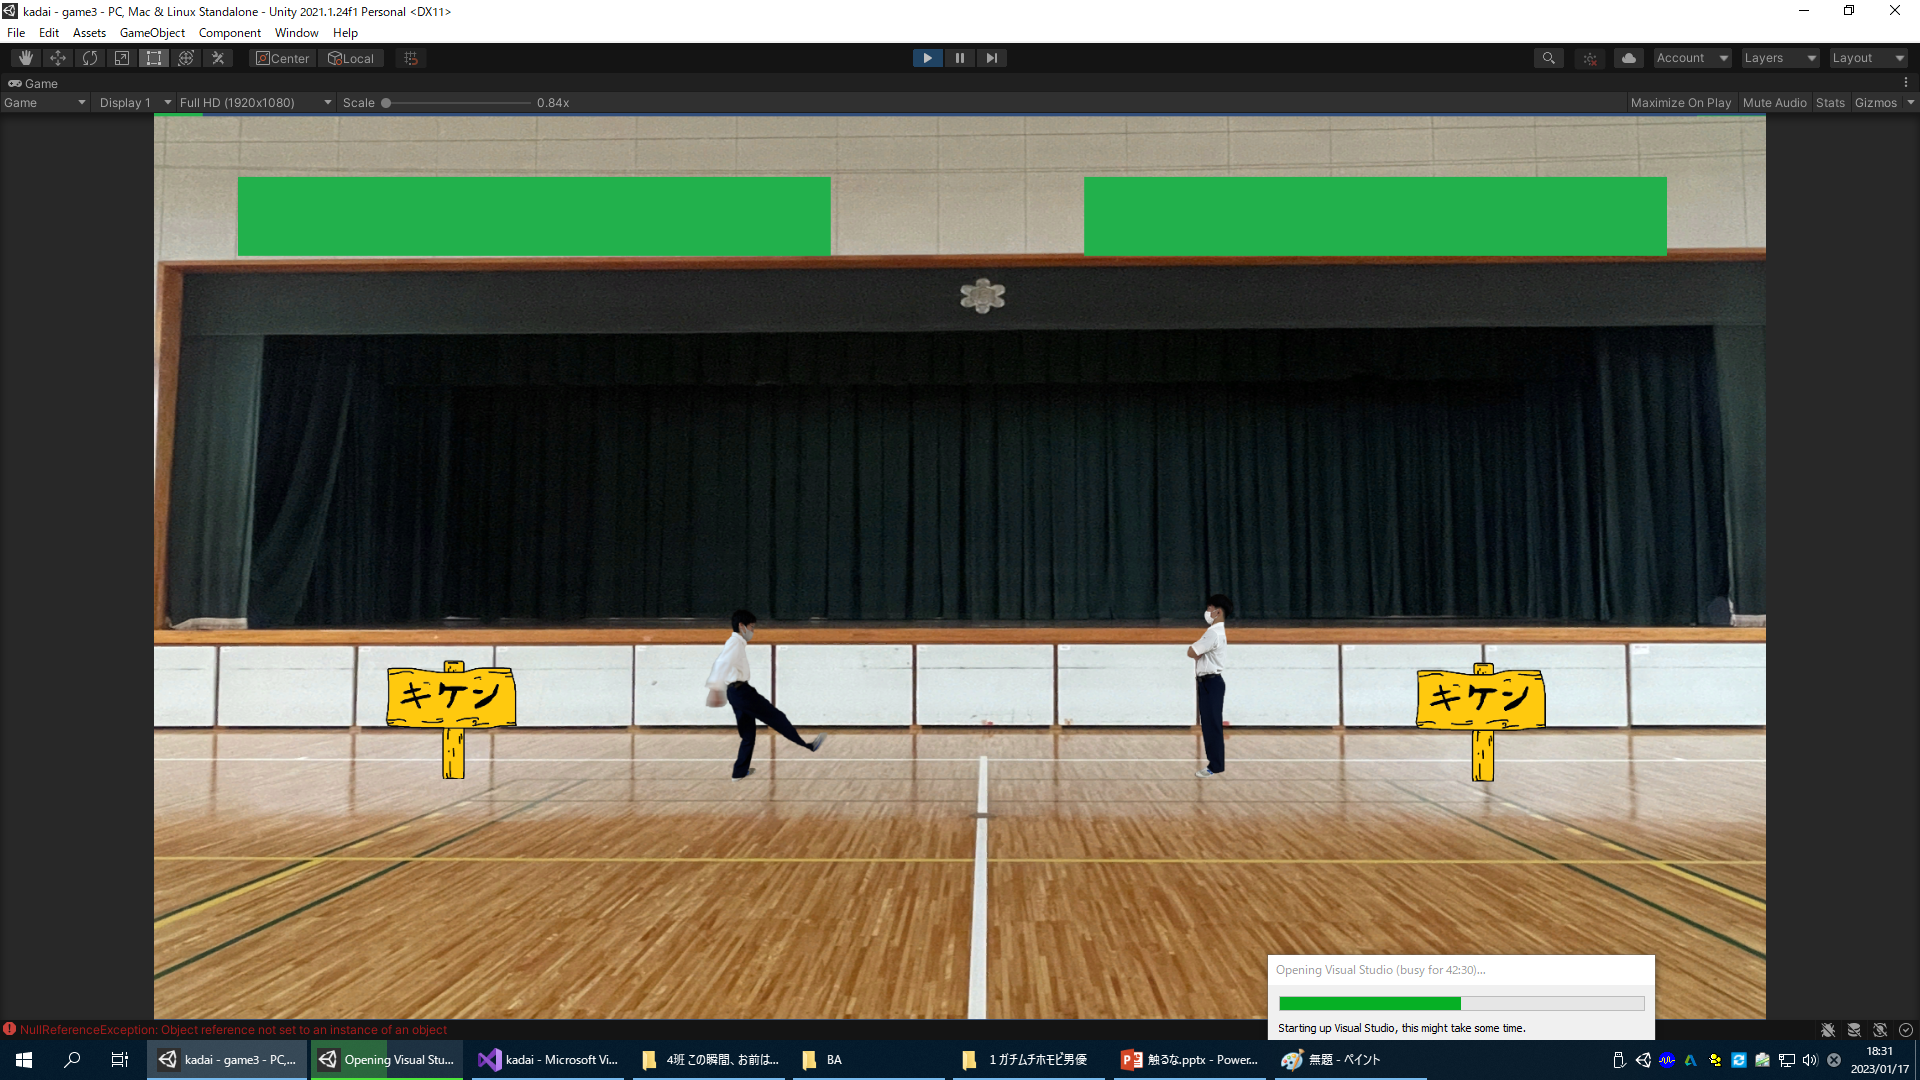 kadai - game3 - PC, Mac & Linux Standalone - Unity 2021.1.24f1 Personal <DX11>
File Edit Assets GameObject Component Window Help
Center Local Account Layers Layout
Game
Game Display 1 Full HD (1920x1080) Scale 0.84x Maximize On Play Mute Audio Stats Gizmos
キケン キケン
Opening Visual Studio (busy for 42:30)...
Starting up Visual Studio, this might take some time.
NullReferenceException: Object reference not set to an instance of an object
kadai - game3 - PC,... Opening Visual Stu... kadai - Microsoft Vi... 4班 この瞬間、お前は... BA 1 ガチムチホモビ男優 触るな.pptx - Power... 無題 - ペイント 18:31
2023/01/17